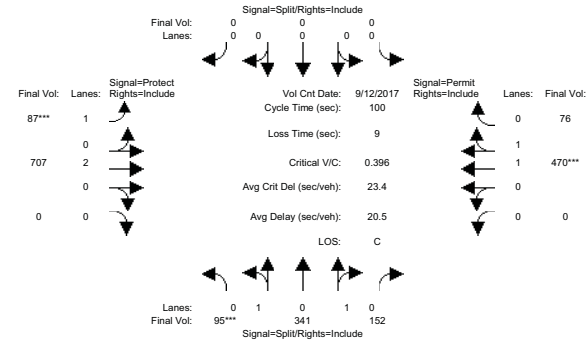 Signal=Split/Rights=Include
Final Vol: 0 0 0
Lanes: 0 0 0 0 0
Signal=Protect Signal=Permit
Final Vol: Lanes: Rights=Include Vol Cnt Date: 9/12/2017 Rights=Include Lanes: Final Vol:
Cycle Time (sec): 100
87*** 1 0 76
Loss Time (sec): 9
0 1
707 2 Critical V/C: 0.396 1 470***
0 Avg Crit Del (sec/veh): 23.4 0
0 0 Avg Delay (sec/veh): 20.5 0 0
LOS: C
Lanes: 0 1 0 1 0
Final Vol: 95*** 341 152
Signal=Split/Rights=Include